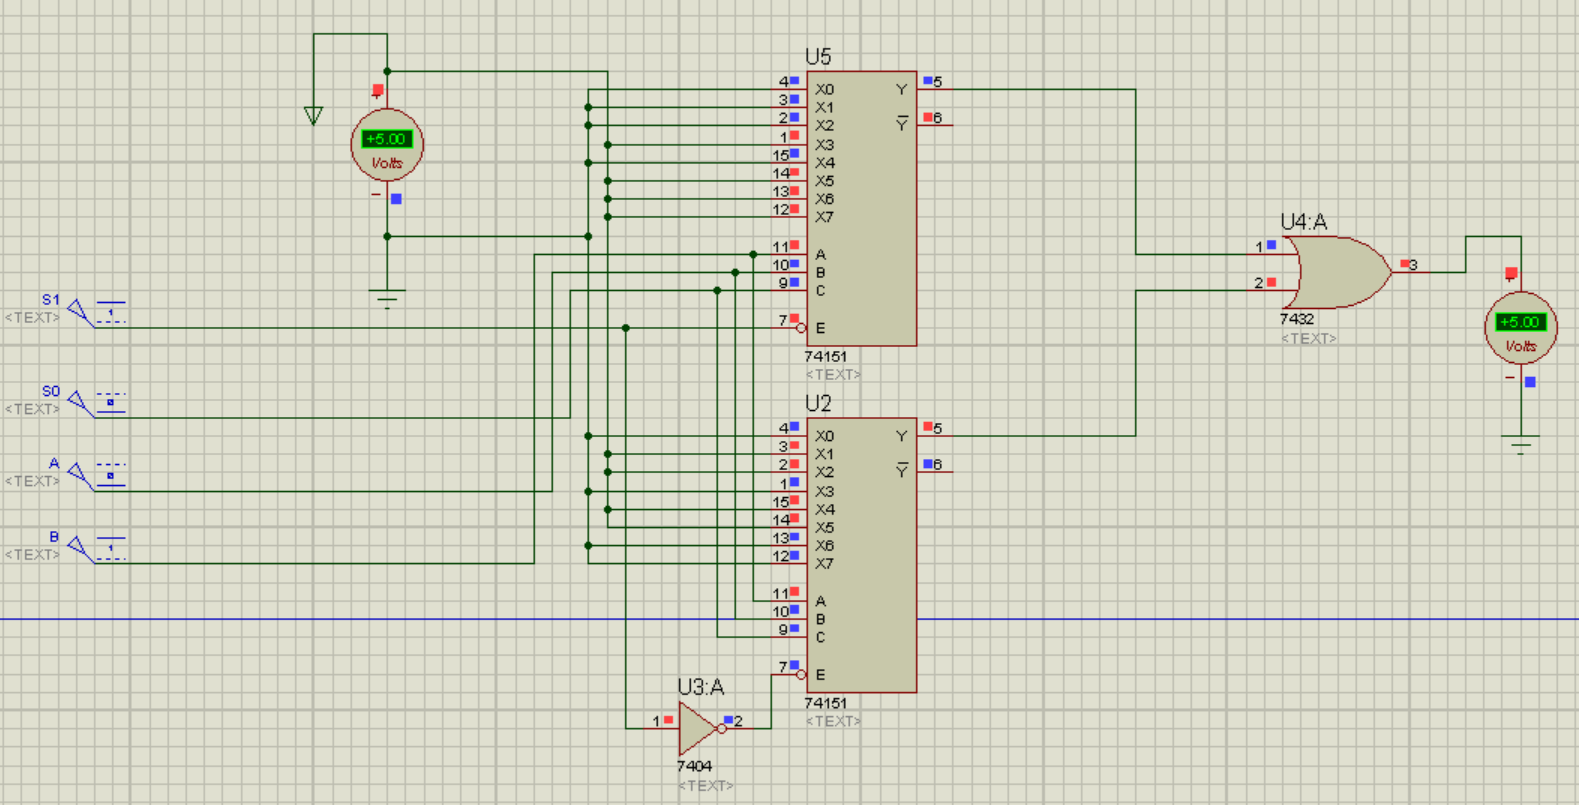 U5
4 X0 Y 5
3 X1
2 X2 Y 6
1 X3
15 X4
14 X5
13 X6
12 X7
11 A
10 B
9 C
7 E
74151
<TEXT>
+
+5.00
Volts
−
S1
<TEXT>
1
S0
<TEXT>
0
A
<TEXT>
0
B
<TEXT>
1
U2
4 X0 Y 5
3 X1
2 X2 Y 6
1 X3
15 X4
14 X5
13 X6
12 X7
11 A
10 B
9 C
7 E
74151
<TEXT>
U3:A
1 2
7404
<TEXT>
U4:A
1
3
2
7432
<TEXT>
+
+5.00
Volts
−